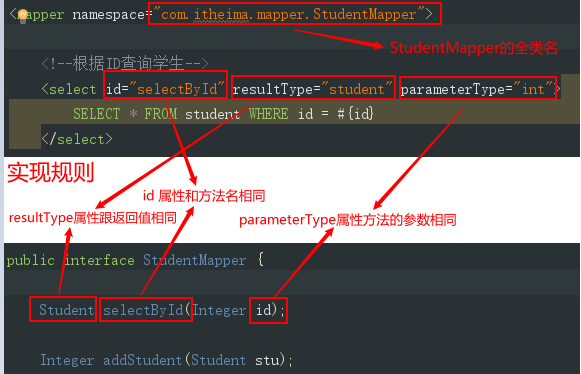 <mapper namespace="com.itheima.mapper.StudentMapper">
StudentMapper的全类名
<!--根据ID查询学生-->
<select id="selectById" resultType="student" parameterType="int">
SELECT * FROM student WHERE id = #{id}
</select>
实现规则
id 属性和方法名相同
resultType属性跟返回值相同
parameterType属性方法的参数相同
public interface StudentMapper {
Student selectById(Integer id);
Integer addStudent(Student stu);